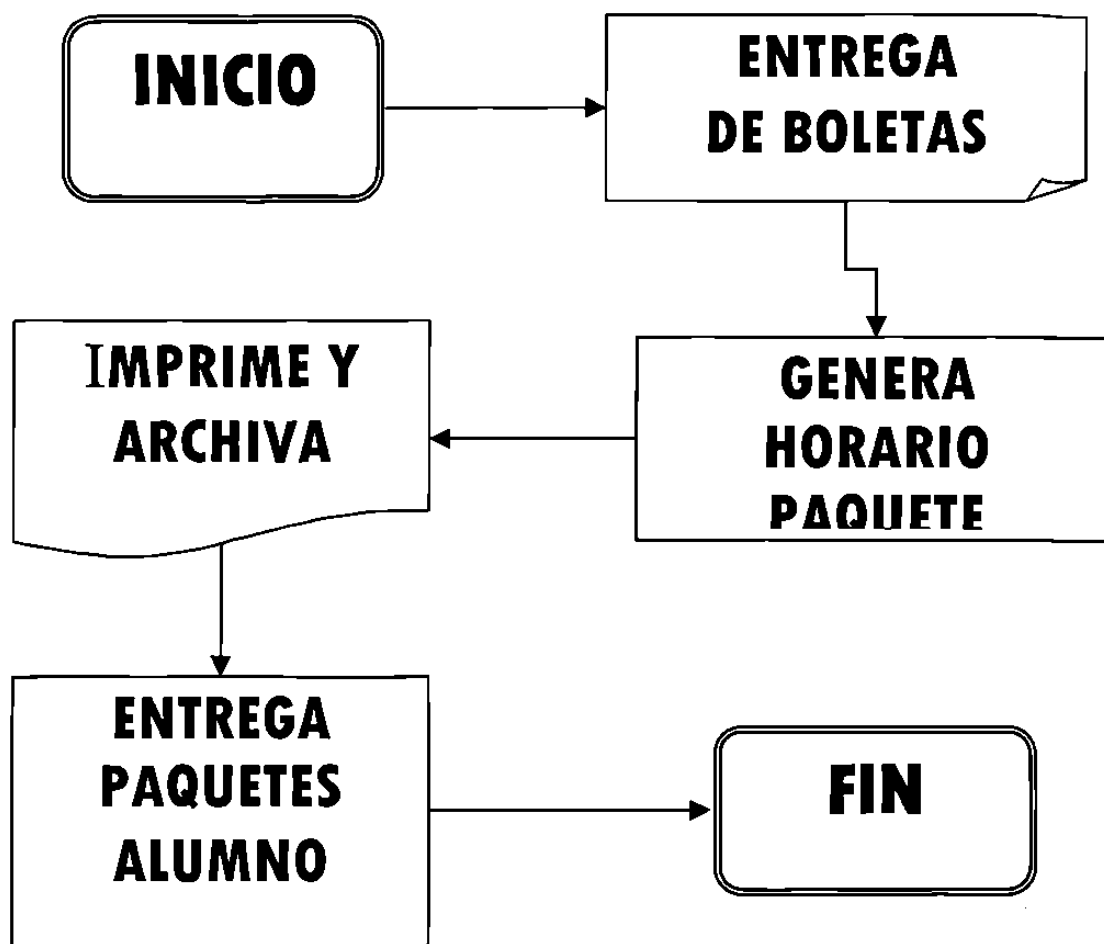 INICIO
ENTREGA
DE BOLETAS
GENERA
HORARIO
PAQUETE
IMPRIME Y
ARCHIVA
ENTREGA
PAQUETES
ALUMNO
FIN